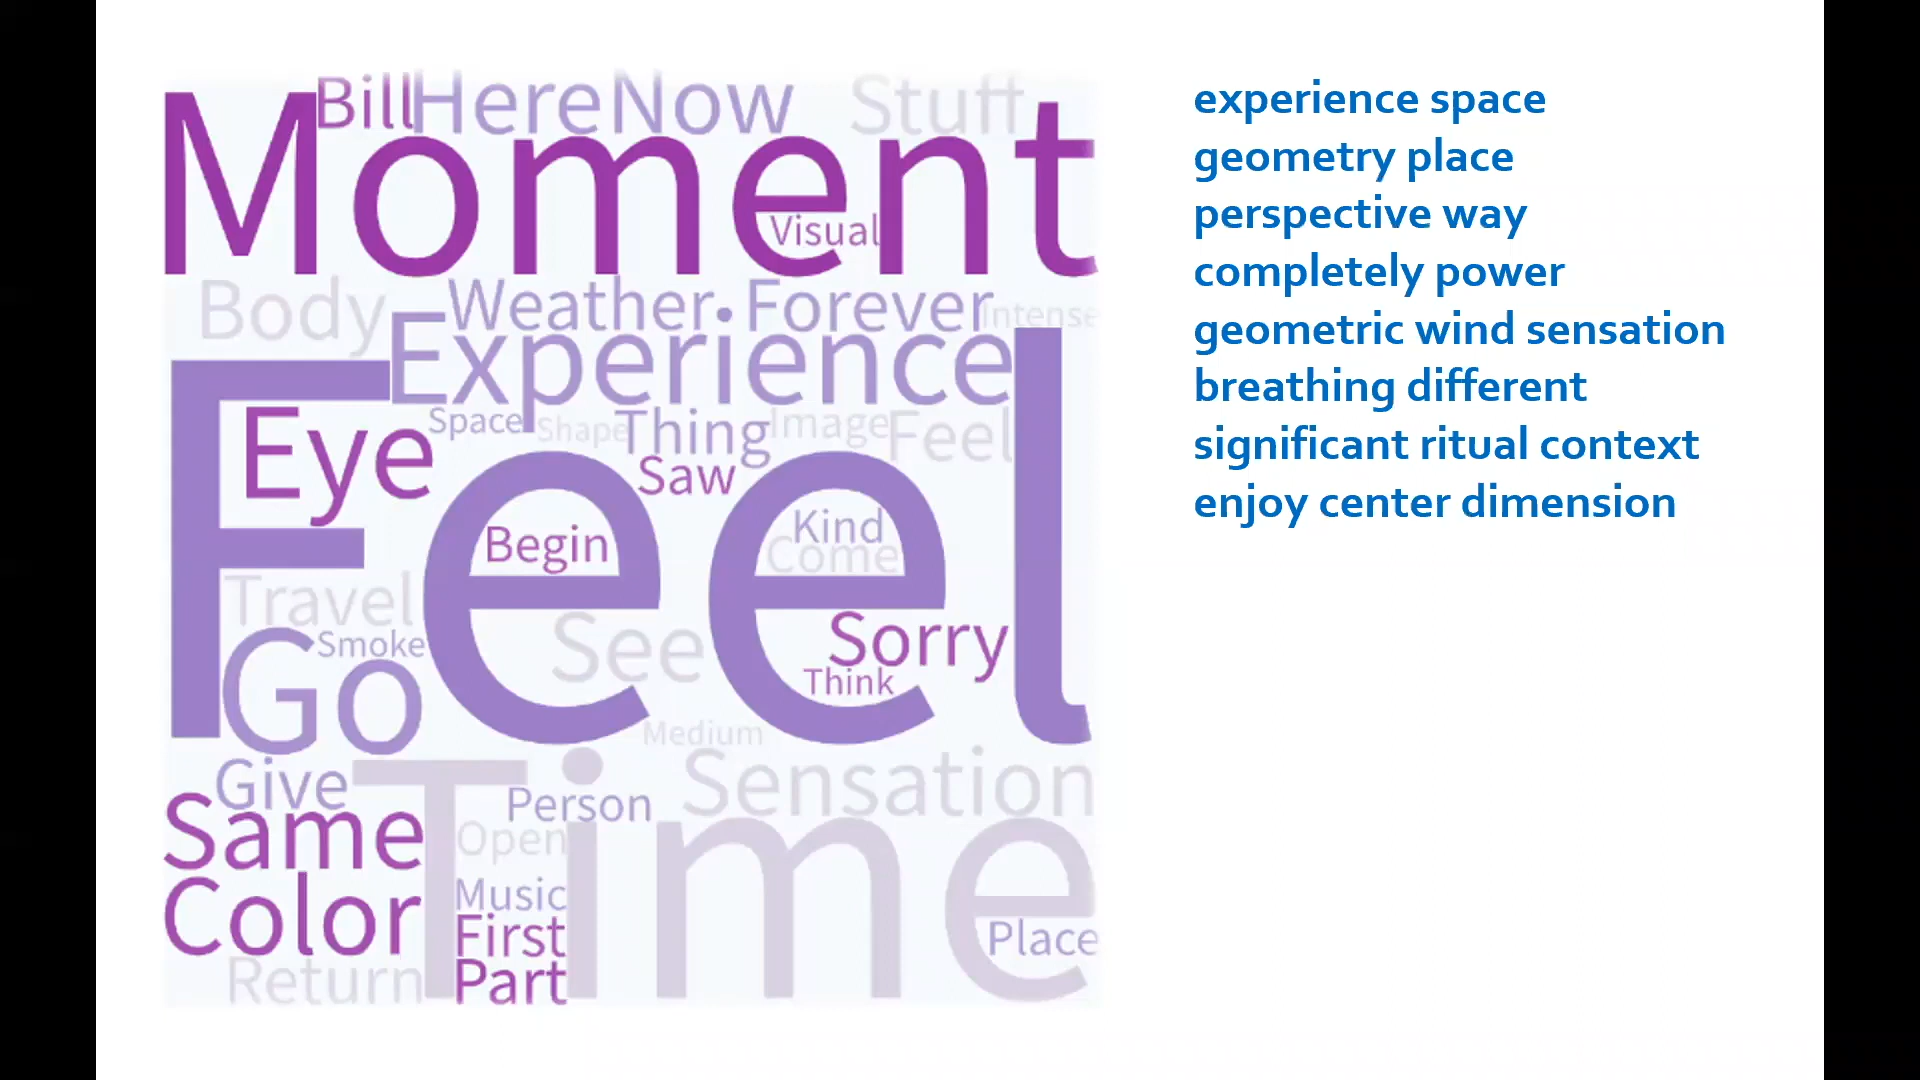 Bill HereNow Stuff
Moment
Visual
Body Weather. Forever Intense
Experience
Space Shape Thing Image Feel
Eye Saw
Feel
Begin Kind
Come
Travel
Smoke See Sorry
Go Think
Medium
Give Sensation
Person
Same Open
Time
Music
Color First Place
Return Part
experience space
geometry place
perspective way
completely power
geometric wind sensation
breathing different
significant ritual context
enjoy center dimension